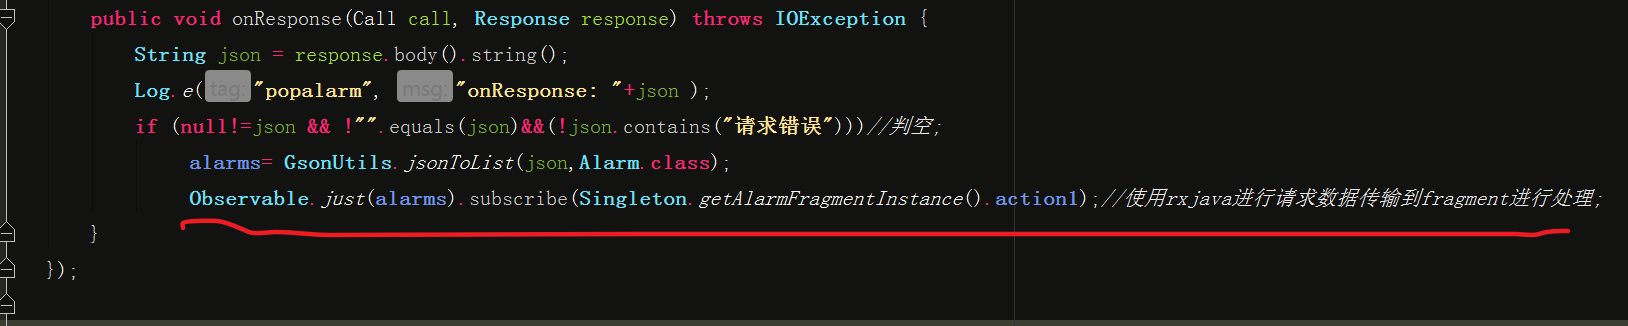 public void onResponse(Call call, Response response) throws IOException {
String json = response.body().string();
Log.e(tag: "popalarm", msg: "onResponse: "+json );
if (null!=json && !"".equals(json)&&(!json.contains("请求错误")))//判空;
alarms= GsonUtils.jsonToList(json,Alarm.class);
Observable.just(alarms).subscribe(Singleton.getAlarmFragmentInstance().action1);//使用rxjava进行请求数据传输到fragment进行处理;
}
});